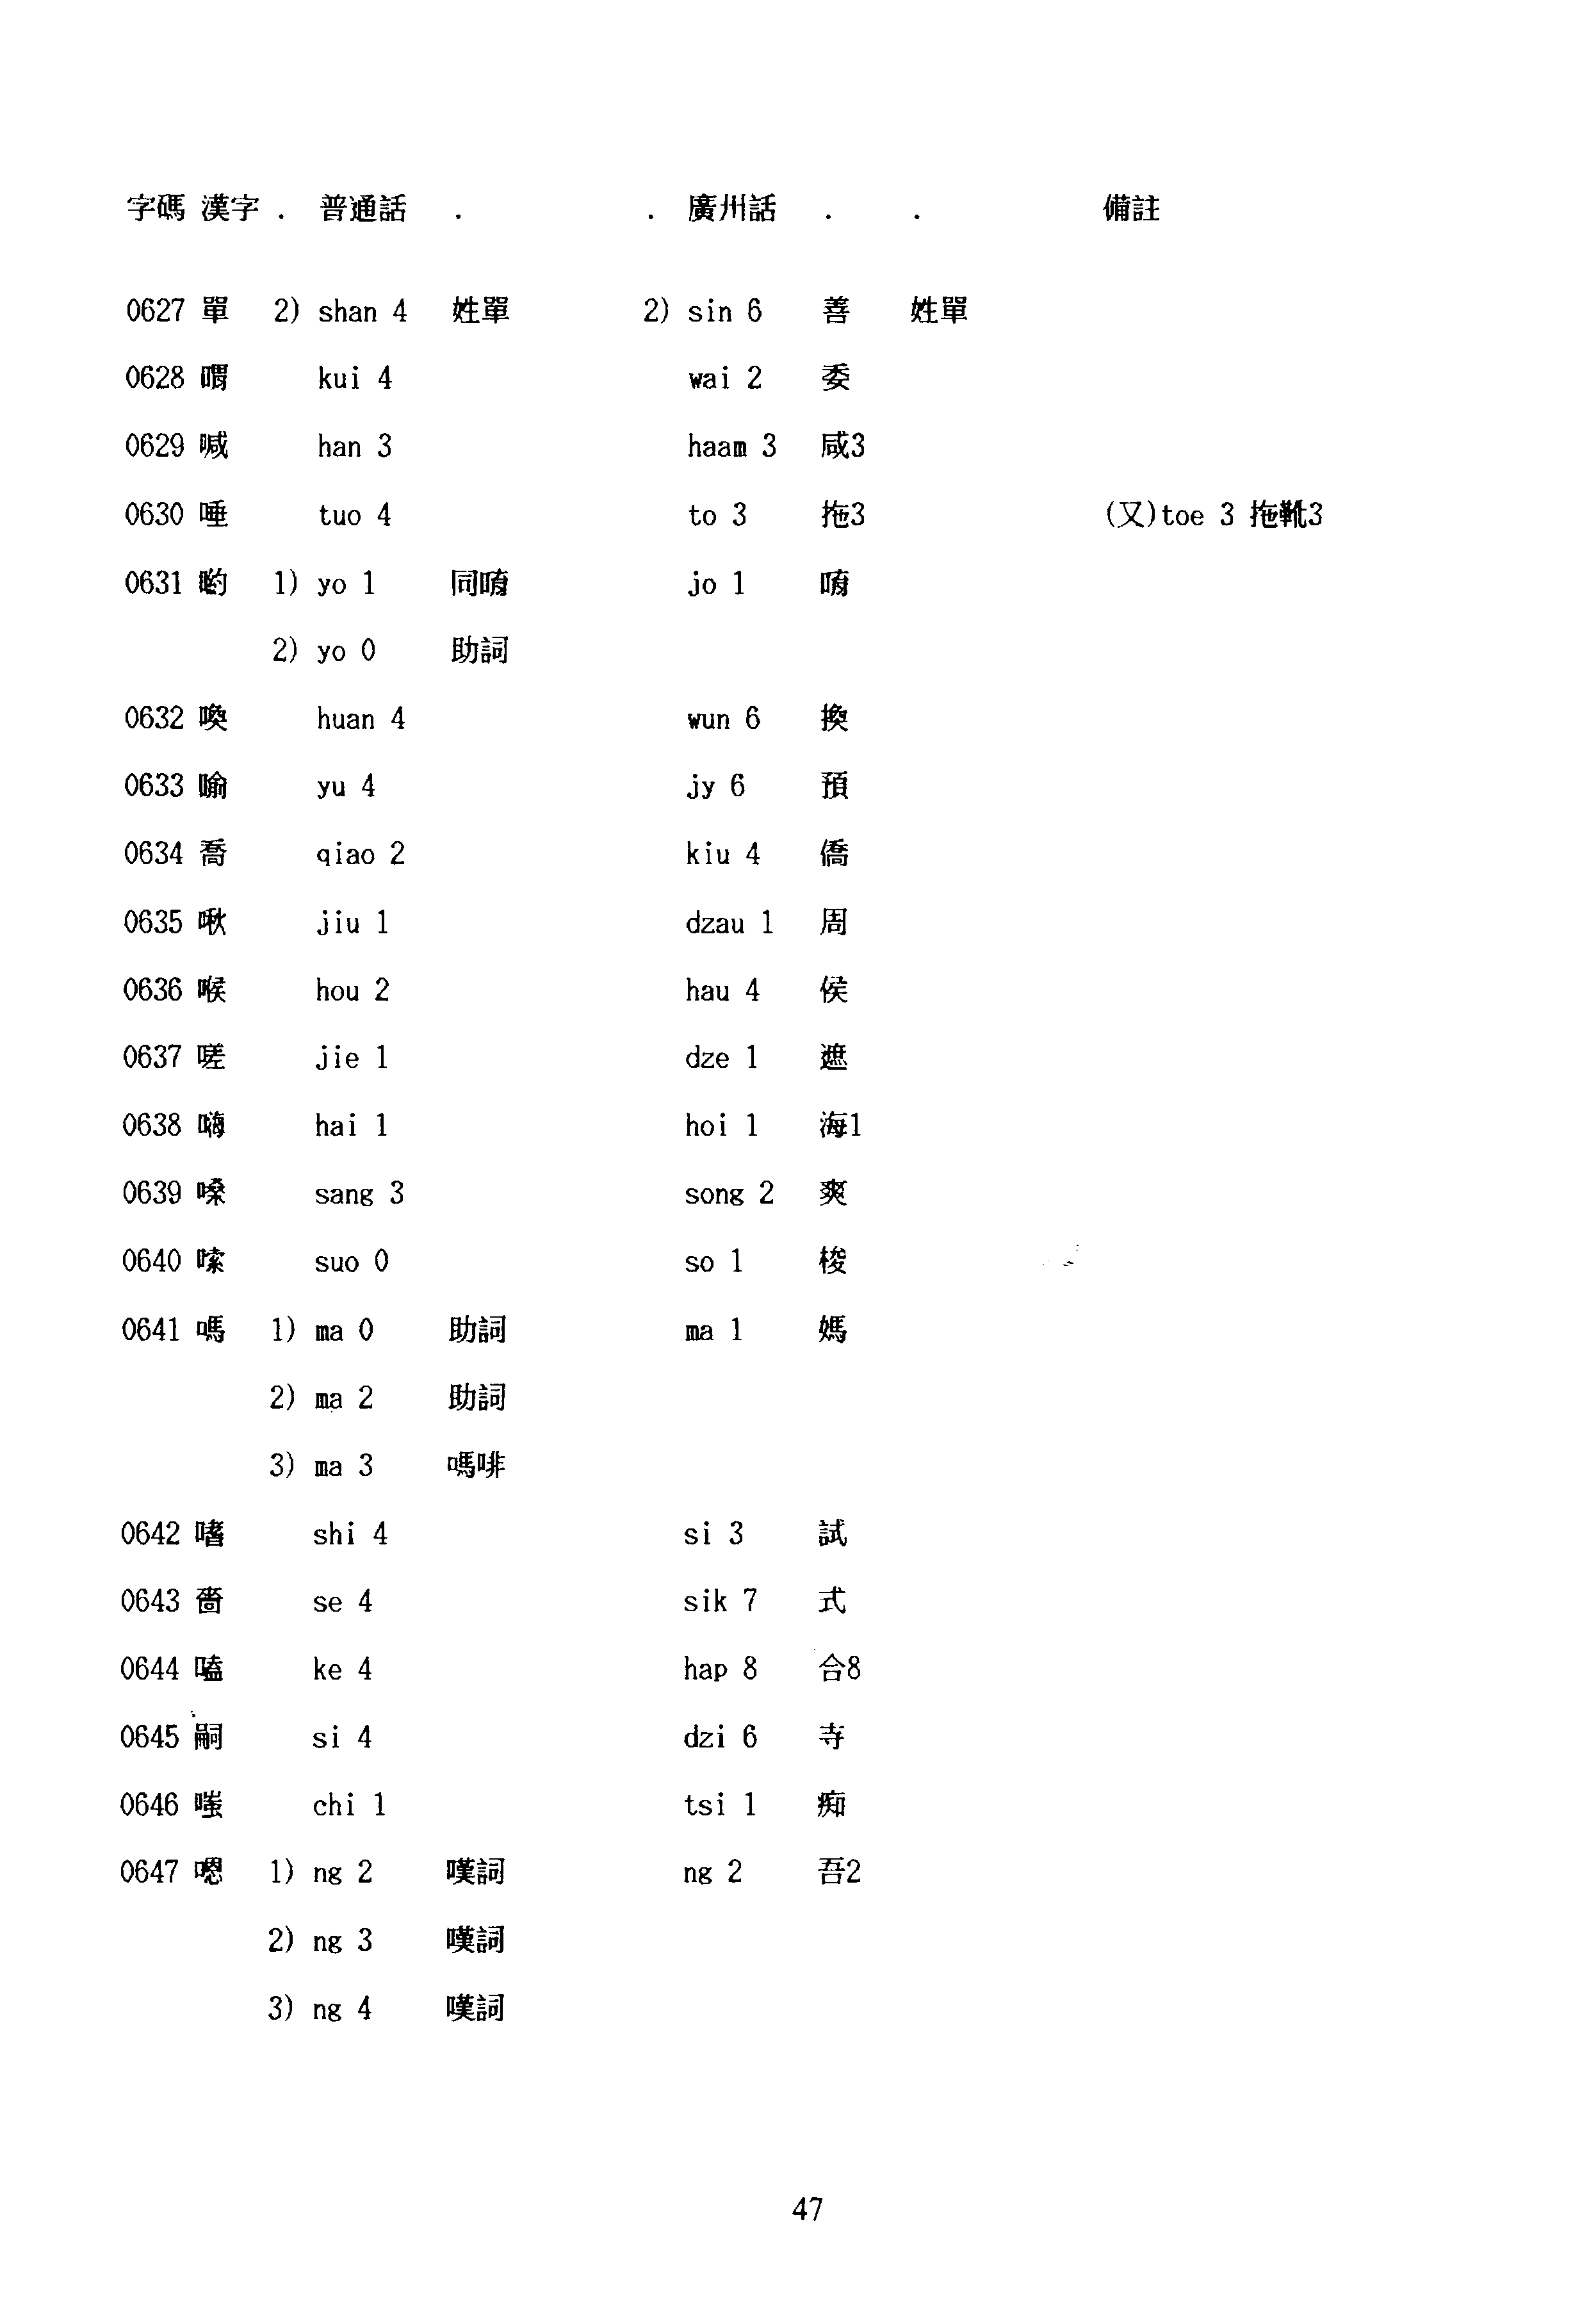 字碼 漢字 . 普通話 . . 廣州話 . . 備註
0627 單 2) shan 4 姓單 2) sin 6 善 姓單
0628 喟 kui 4 wai 2 委
0629 喊 han 3 haam 3 咸3
0630 唾 tuo 4 to 3 拖3 (又)toe 3 拖靴3
0631 喲 1) yo 1 同唷 jo 1 唷
2) yo 0 助詞
0632 喚 huan 4 wun 6 換
0633 喻 yu 4 jy 6 預
0634 喬 qiao 2 kiu 4 僑
0635 啾 jiu 1 dzau 1 周
0636 喉 hou 2 hau 4 侯
0637 嗟 jie 1 dze 1 遮
0638 嗨 hai 1 hoi 1 海1
0639 嗓 sang 3 song 2 爽
0640 嗦 suo 0 so 1 梭
0641 嗎 1) ma 0 助詞 ma 1 媽
2) ma 2 助詞
3) ma 3 嗎啡
0642 嗜 shi 4 si 3 試
0643 嗇 se 4 sik 7 式
0644 嗑 ke 4 hap 8 合8
0645 嗣 si 4 dzi 6 寺
0646 嗤 chi 1 tsi 1 痴
0647 嗯 1) ng 2 嘆詞 ng 2 吾2
2) ng 3 嘆詞
3) ng 4 嘆詞
47